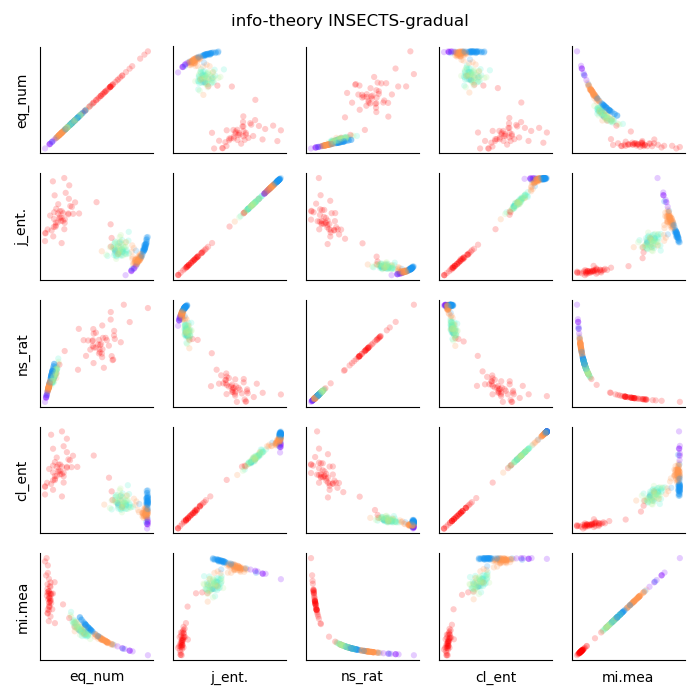 info-theory INSECTS-gradual
eq_num
j_ent.
ns_rat
cl_ent
mi.mea
eq_num
j_ent.
ns_rat
cl_ent
mi.mea